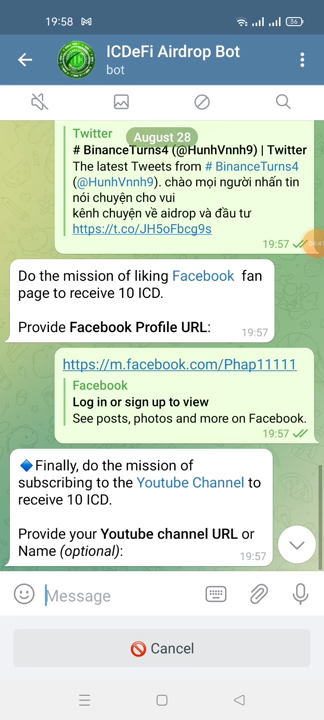 19:58
56
ICDeFi Airdrop Bot
bot
Twitter
August 28
# BinanceTurns4 (@HunhVnnh9) | Twitter
The latest Tweets from # BinanceTurns4
(@HunhVnnh9). chào mọi người nhấn tin
nói chuyện cho vui
kênh chuyện về aidrop và đầu tư
https://t.co/JH5oFbcg9s
19:57
Do the mission of liking Facebook fan
page to receive 10 ICD.
Provide Facebook Profile URL:
19:57
https://m.facebook.com/Phap11111
Facebook
Log in or sign up to view
See posts, photos and more on Facebook.
19:57
Finally, do the mission of
subscribing to the Youtube Channel to
receive 10 ICD.
Provide your Youtube channel URL or
Name (optional):
19:57
Message
Cancel